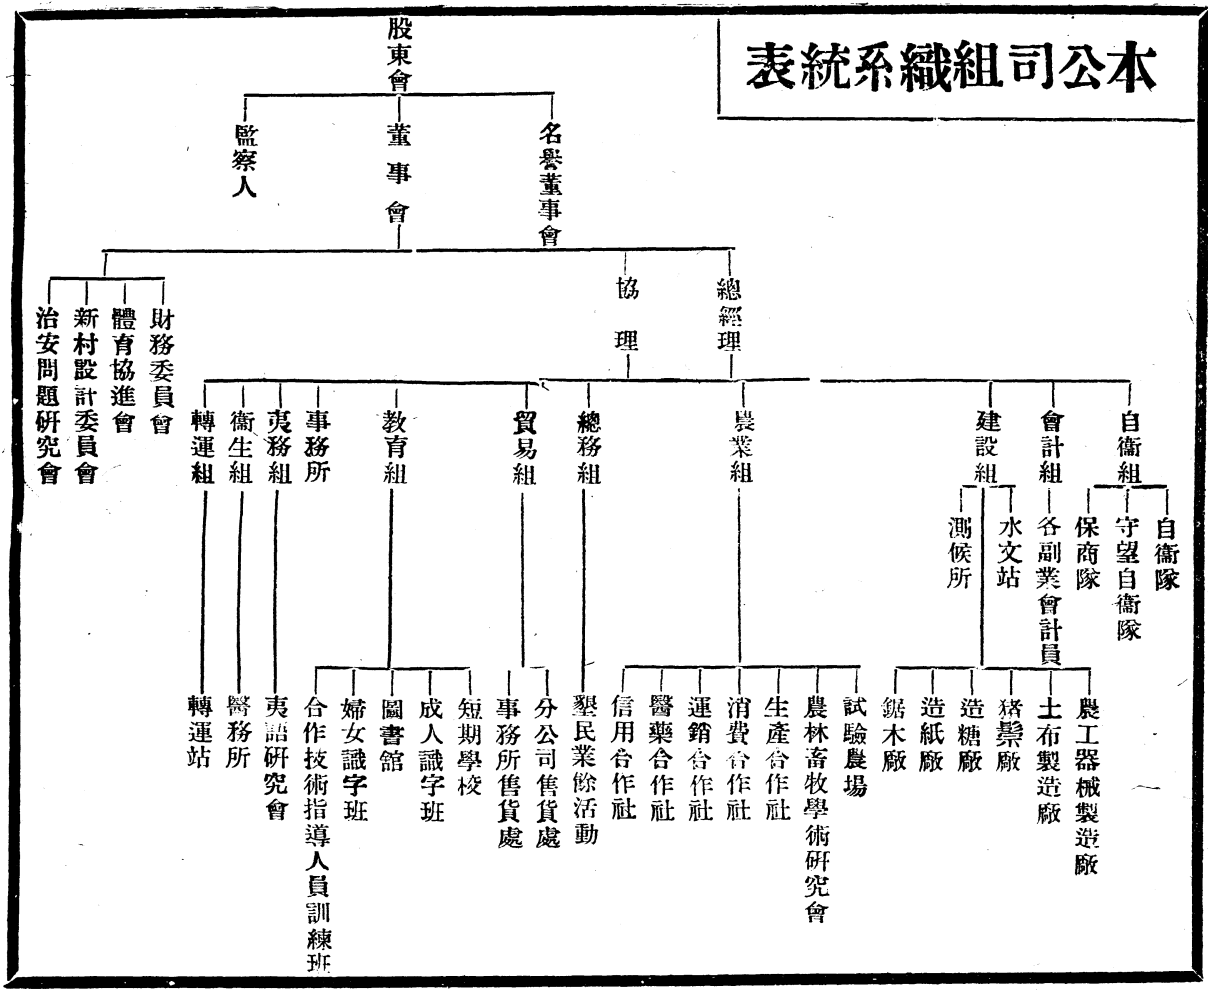 本公司組織系統表
股東會
名譽董事會
董事會
監察人
總經理
協理
財務委員會
體育協進會
新村設計委員會
治安問題研究會
自衞組
會計組
建設組
農業組
總務組
貿易組
教育組
事務所
夷務組
衞生組
轉運組
自衞隊
守望自衞隊
保商隊
各副業會計員
水文站
測候所
農工器械製造廠
土布製造廠
猪鬃廠
造糖廠
造紙廠
鋸木廠
試驗農場
農林畜牧學術研究會
生產合作社
消費合作社
運銷合作社
醫藥合作社
信用合作社
墾民業餘活動
分公司售貨處
事務所售貨處
短期學校
成人識字班
圖書舘
婦女識字班
合作技術指導人員訓練班
夷語研究會
醫務所
轉運站